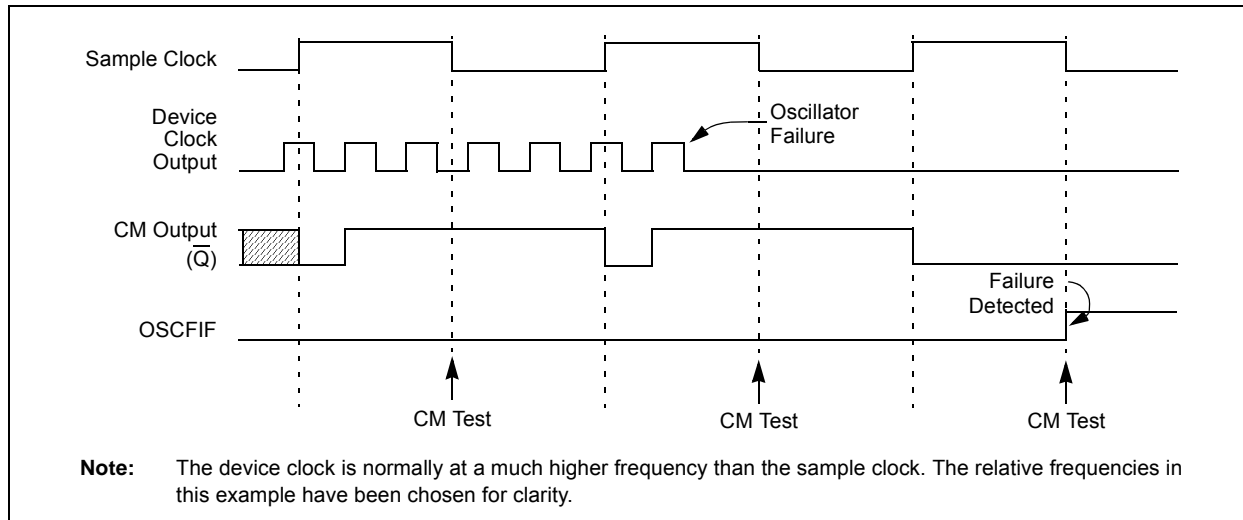 Sample Clock
Device
Clock
Output
Oscillator
Failure
CM Output
(Q̅)
Failure
Detected
OSCFIF
CM Test
CM Test
CM Test
Note: The device clock is normally at a much higher frequency than the sample clock. The relative frequencies in
this example have been chosen for clarity.